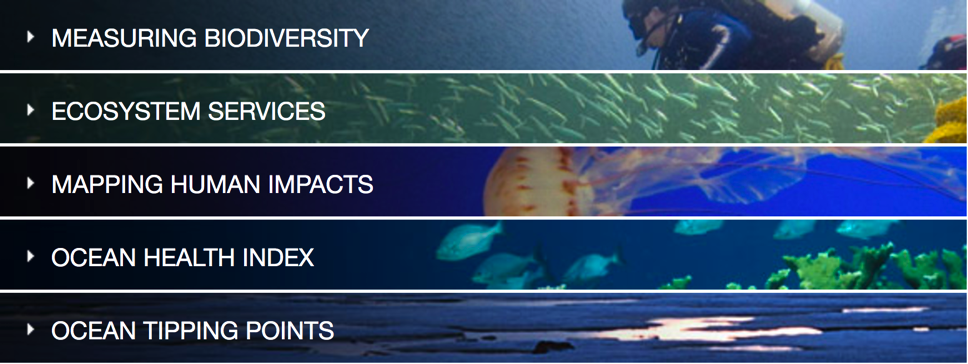 MEASURING BIODIVERSITY
ECOSYSTEM SERVICES
MAPPING HUMAN IMPACTS
OCEAN HEALTH INDEX
OCEAN TIPPING POINTS